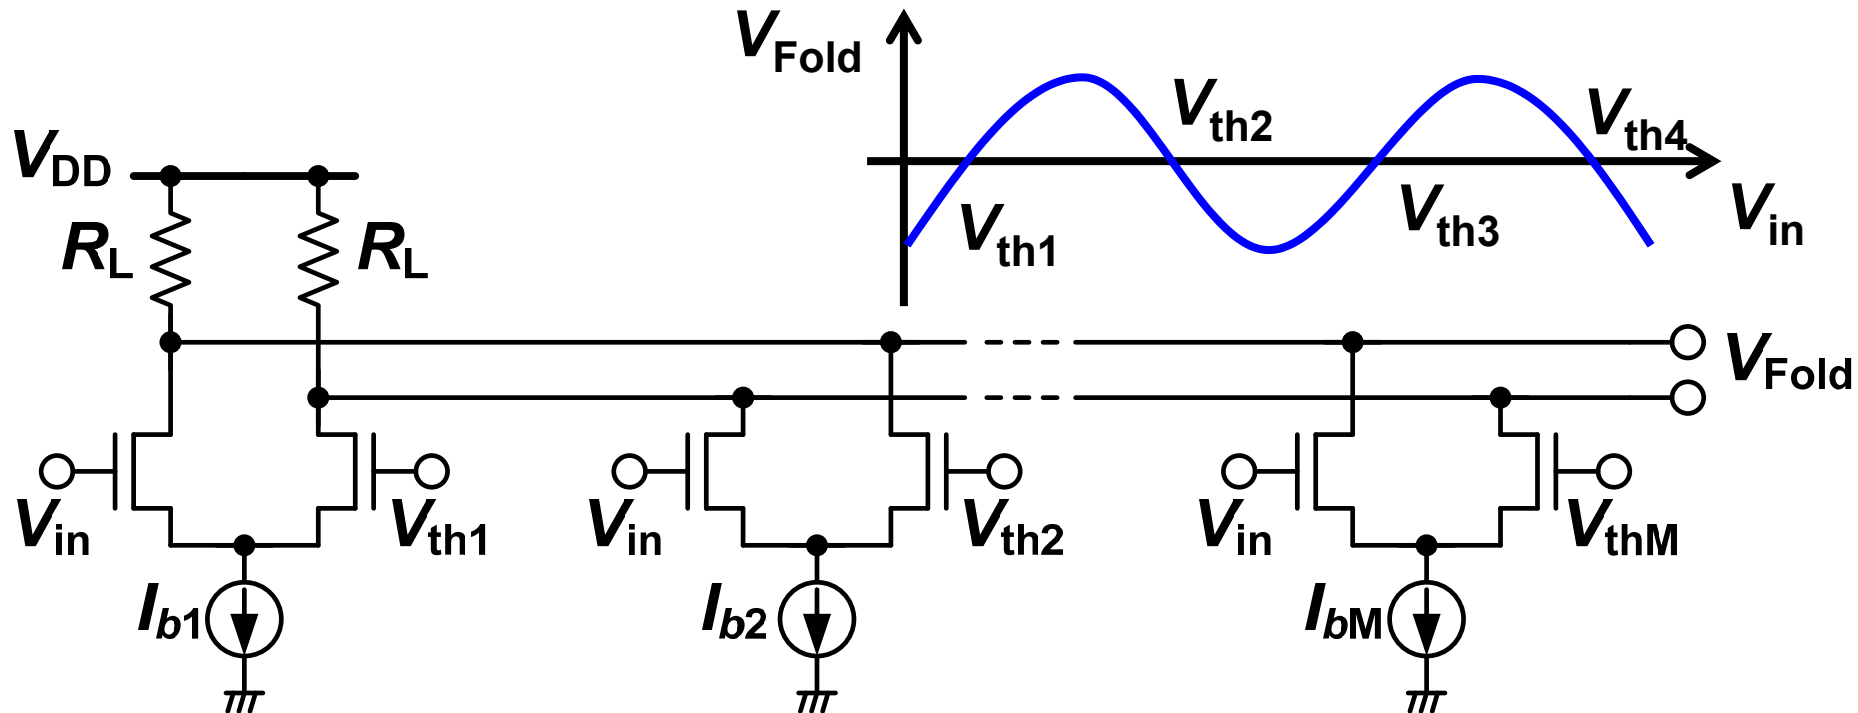 VFold
Vth2
Vth4
VDD
RL
RL
Vth1
Vth3
Vin
VFold
Vin
Vth1
Vin
Vth2
Vin
VthM
Ib1
Ib2
IbM